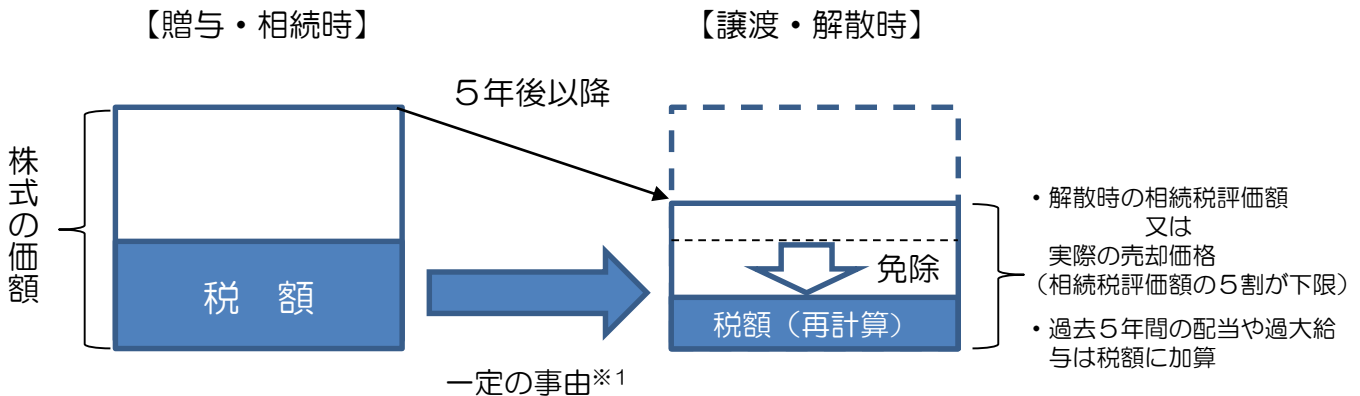 【贈与・相続時】
【譲渡・解散時】
5年後以降
株式の価額
税 額
免除
税額（再計算）
一定の事由※1
・解散時の相続税評価額
又は
実際の売却価格
（相続税評価額の5割が下限）
・過去5年間の配当や過大給
与は税額に加算